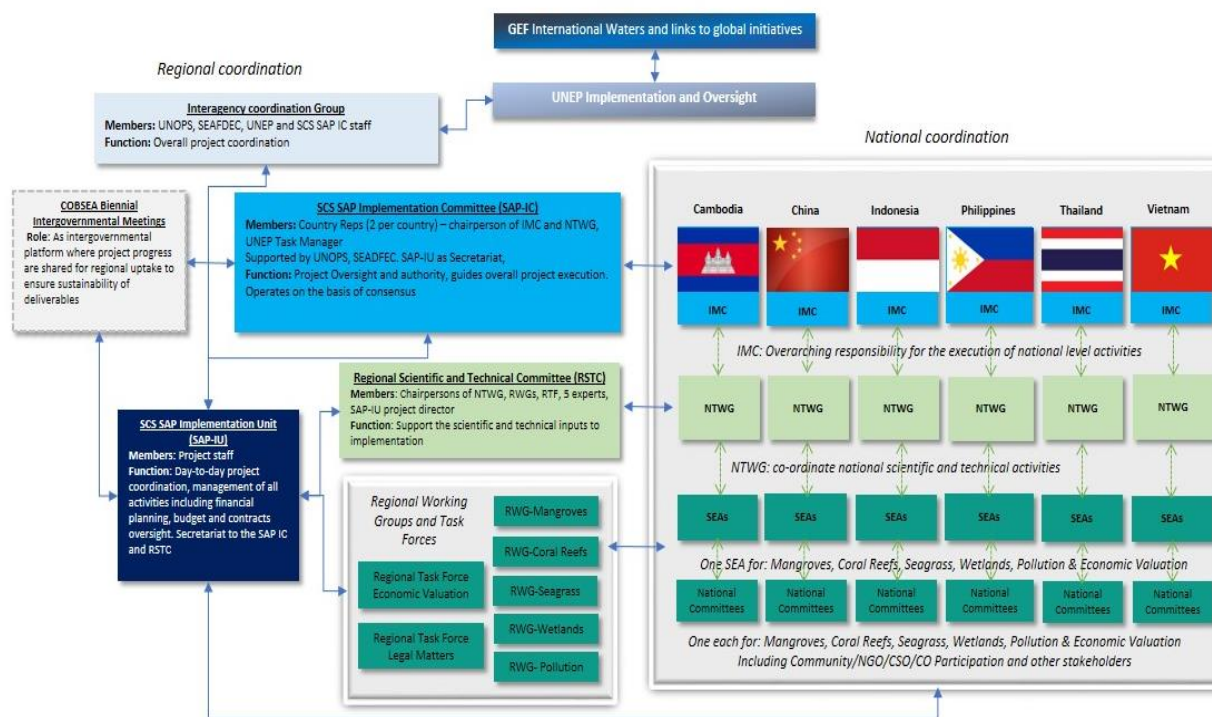 GEF International Waters and links to global initiatives
Regional coordination
UNEP Implementation and Oversight
Interagency coordination Group
Members: UNOPS, SEAFDEC, UNEP and SCS SAP IC staff
Function: Overall project coordination
National coordination
COBSEA Biennial
Intergovernmental Meetings
Role: As intergovernmental
platform where project progress
are shared for regional uptake to
ensure sustainability of
deliverables
SCS SAP Implementation Committee (SAP-IC)
Members: Country Reps (2 per country) – chairperson of IMC and NTWG,
UNEP Task Manager
Supported by UNOPS, SEADFEC. SAP-IU as Secretariat,
Function: Project Oversight and authority, guides overall project execution.
Operates on the basis of consensus
Cambodia China Indonesia Philippines Thailand Vietnam
IMC IMC IMC IMC IMC IMC
IMC: Overarching responsibility for the execution of national level activities
Regional Scientific and Technical Committee (RSTC)
Members: Chairpersons of NTWG, RWGs, RTF, 5 experts,
SAP-IU project director
Function: Support the scientific and technical inputs to
implementation
NTWG NTWG NTWG NTWG NTWG NTWG
NTWG: co-ordinate national scientific and technical activities
SCS SAP Implementation Unit
(SAP-IU)
Members: Project staff
Function: Day-to-day project
coordination, management of all
activities including financial
planning, budget and contracts
oversight. Secretariat to the SAP IC
and RSTC
Regional Working
Groups and Task
Forces
Regional Task Force
Economic Valuation
Regional Task Force
Legal Matters
RWG-Mangroves
RWG-Coral Reefs
RWG-Seagrass
RWG-Wetlands
RWG- Pollution
SEAs SEAs SEAs SEAs SEAs SEAs
One SEA for: Mangroves, Coral Reefs, Seagrass, Wetlands, Pollution & Economic Valuation
National National National National National National
Committees Committees Committees Committees Committees Committees
One each for: Mangroves, Coral Reefs, Seagrass, Wetlands, Pollution & Economic Valuation
Including Community/NGO/CSO/CO Participation and other stakeholders